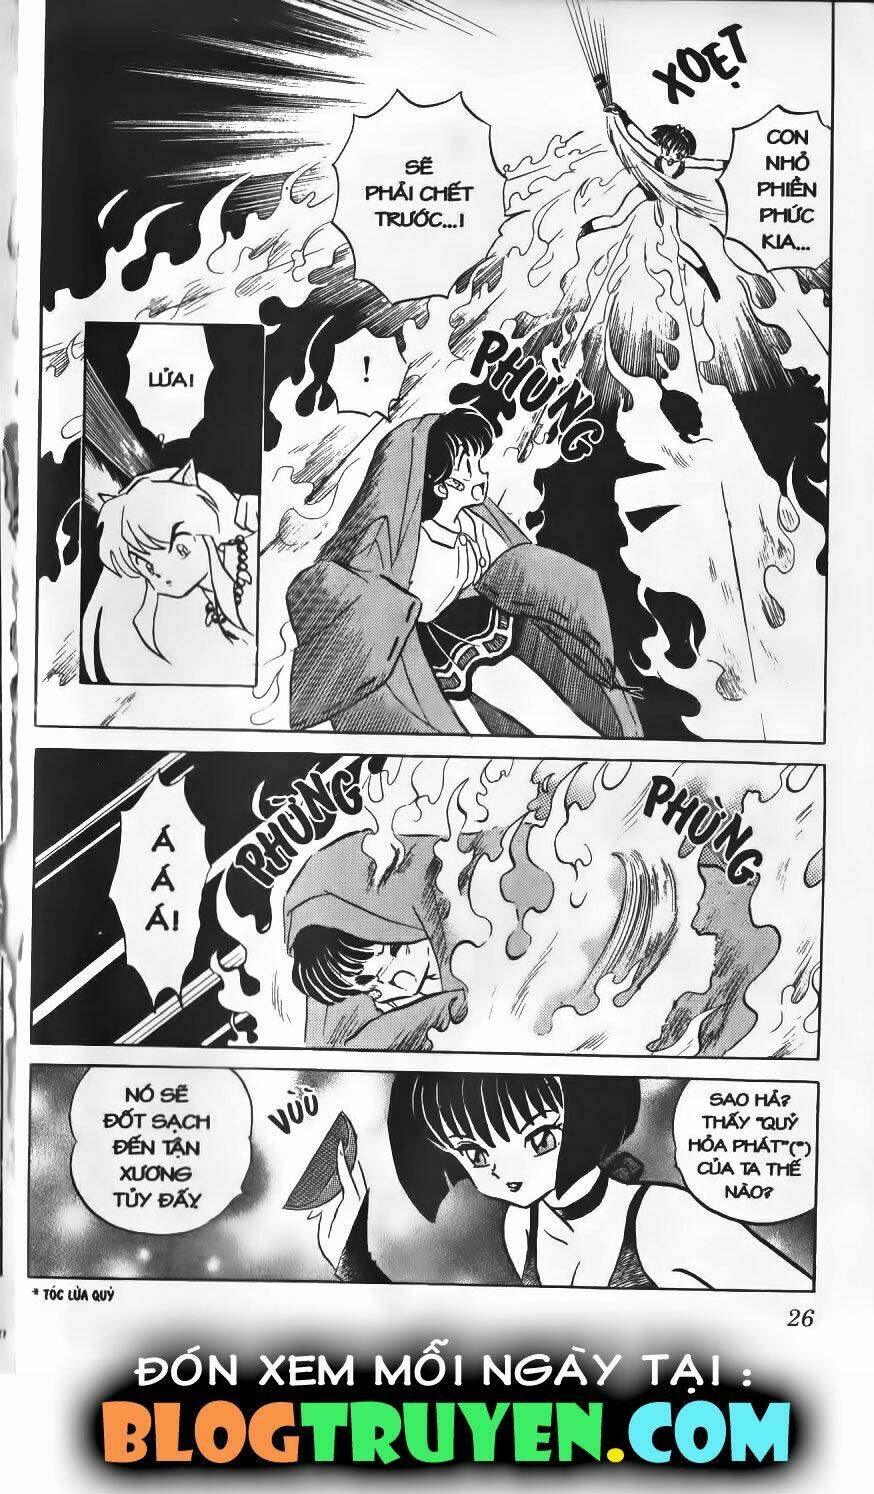 XOẸT
CON
NHỎ
PHIỀN
PHỨC
KIA...
SẼ
PHẢI CHẾT
TRƯỚC...!
!
LỬA!
PHỪNG
PHỪNG
PHỪNG
Á
Á
Á!
SAO HẢ?
THẤY "QUỶ
HỎA PHÁT"(*)
CỦA TA THẾ
NÀO?
VÙÙ
NÓ SẼ
ĐỐT SẠCH
ĐẾN TẬN
XƯƠNG
TỦY ĐẤY.
* TÓC LỬA QUỶ
26
ĐÓN XEM MỖI NGÀY TẠI :
BLOGTRUYEN.COM